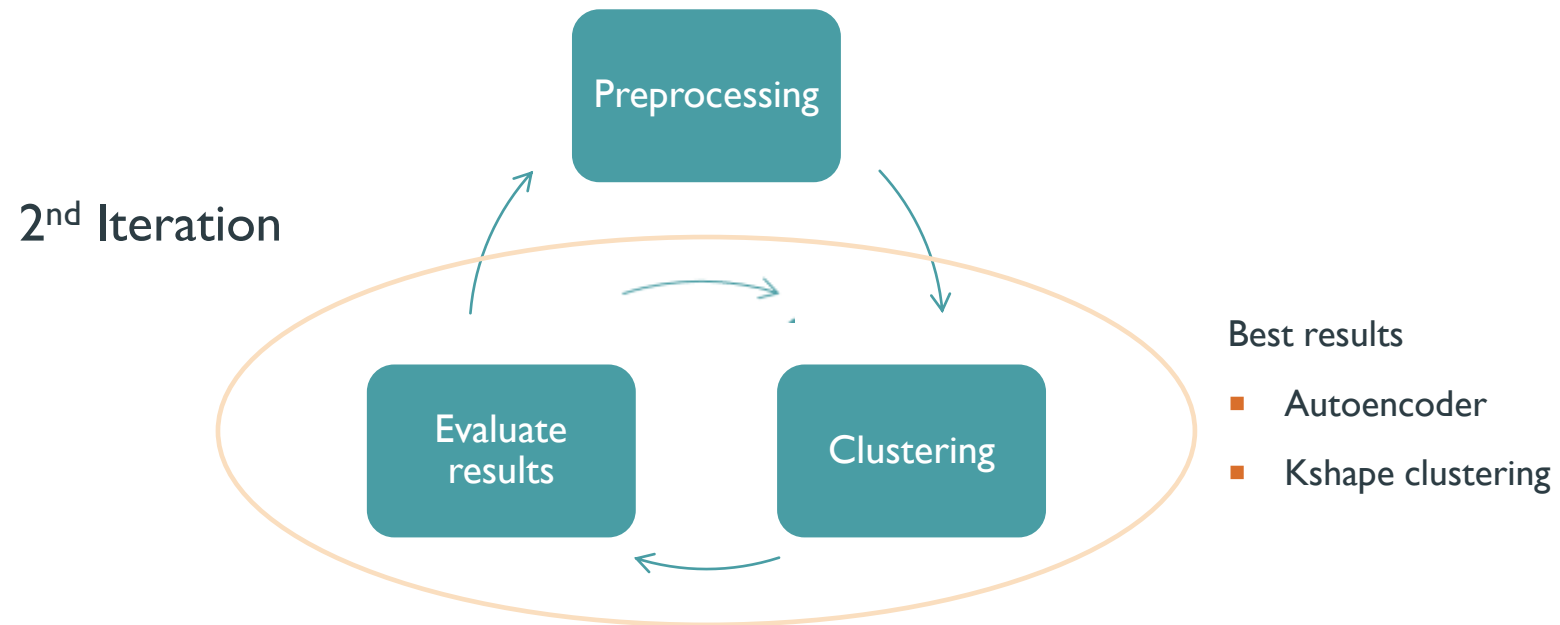 Preprocessing
2nd Iteration
Evaluate
results
Clustering
Best results
▪ Autoencoder
▪ Kshape clustering